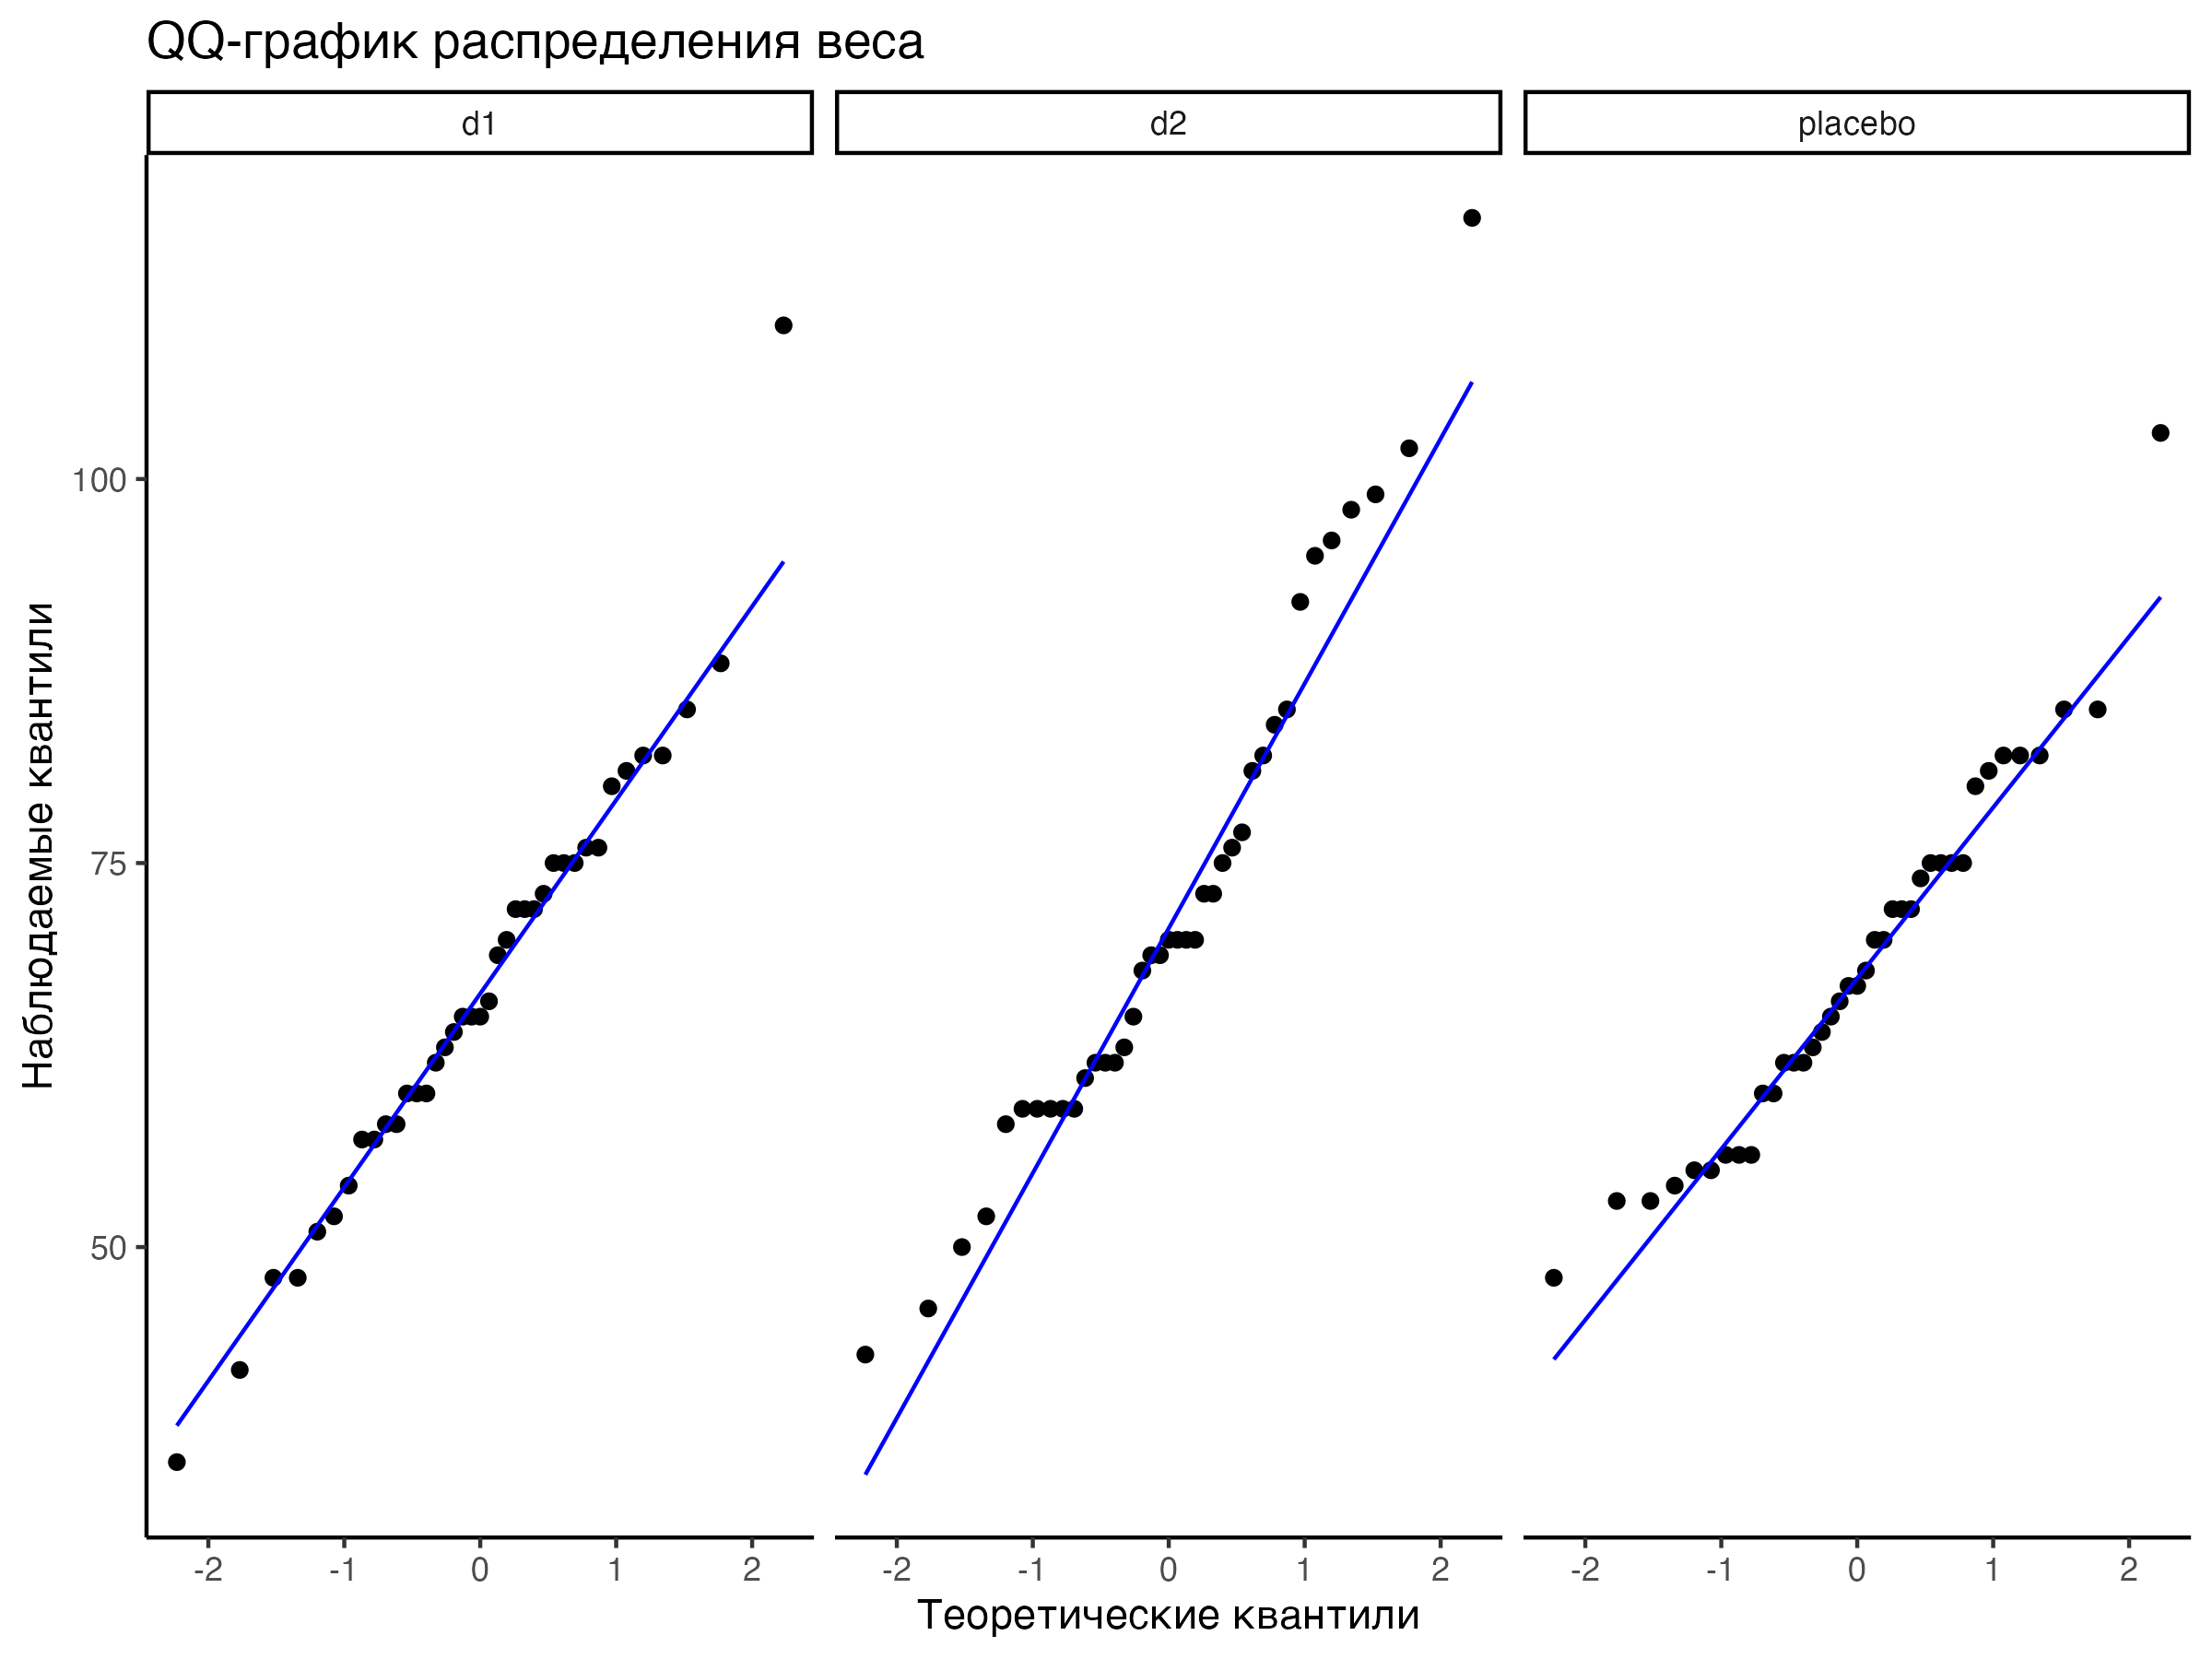 QQ-график распределения веса
d1 d2 placebo
Наблюдаемые квантили
100
75
50
-2 -1 0 1 2 -2 -1 0 1 2 -2 -1 0 1 2
Теоретические квантили